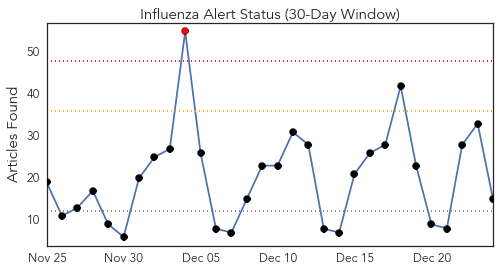 Influenza Alert Status (30-Day Window)
Articles Found
50
40
30
20
10
Nov 25 Nov 30 Dec 05 Dec 10 Dec 15 Dec 20